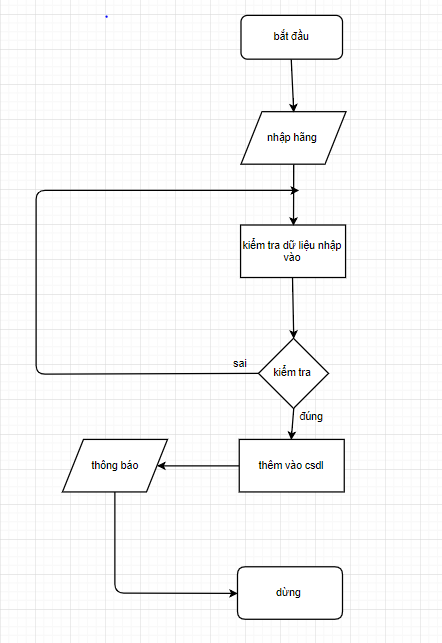 bắt đầu
nhập hãng
kiểm tra dữ liệu nhập
vào
sai
kiểm tra
đúng
thông báo
thêm vào csdl
dừng